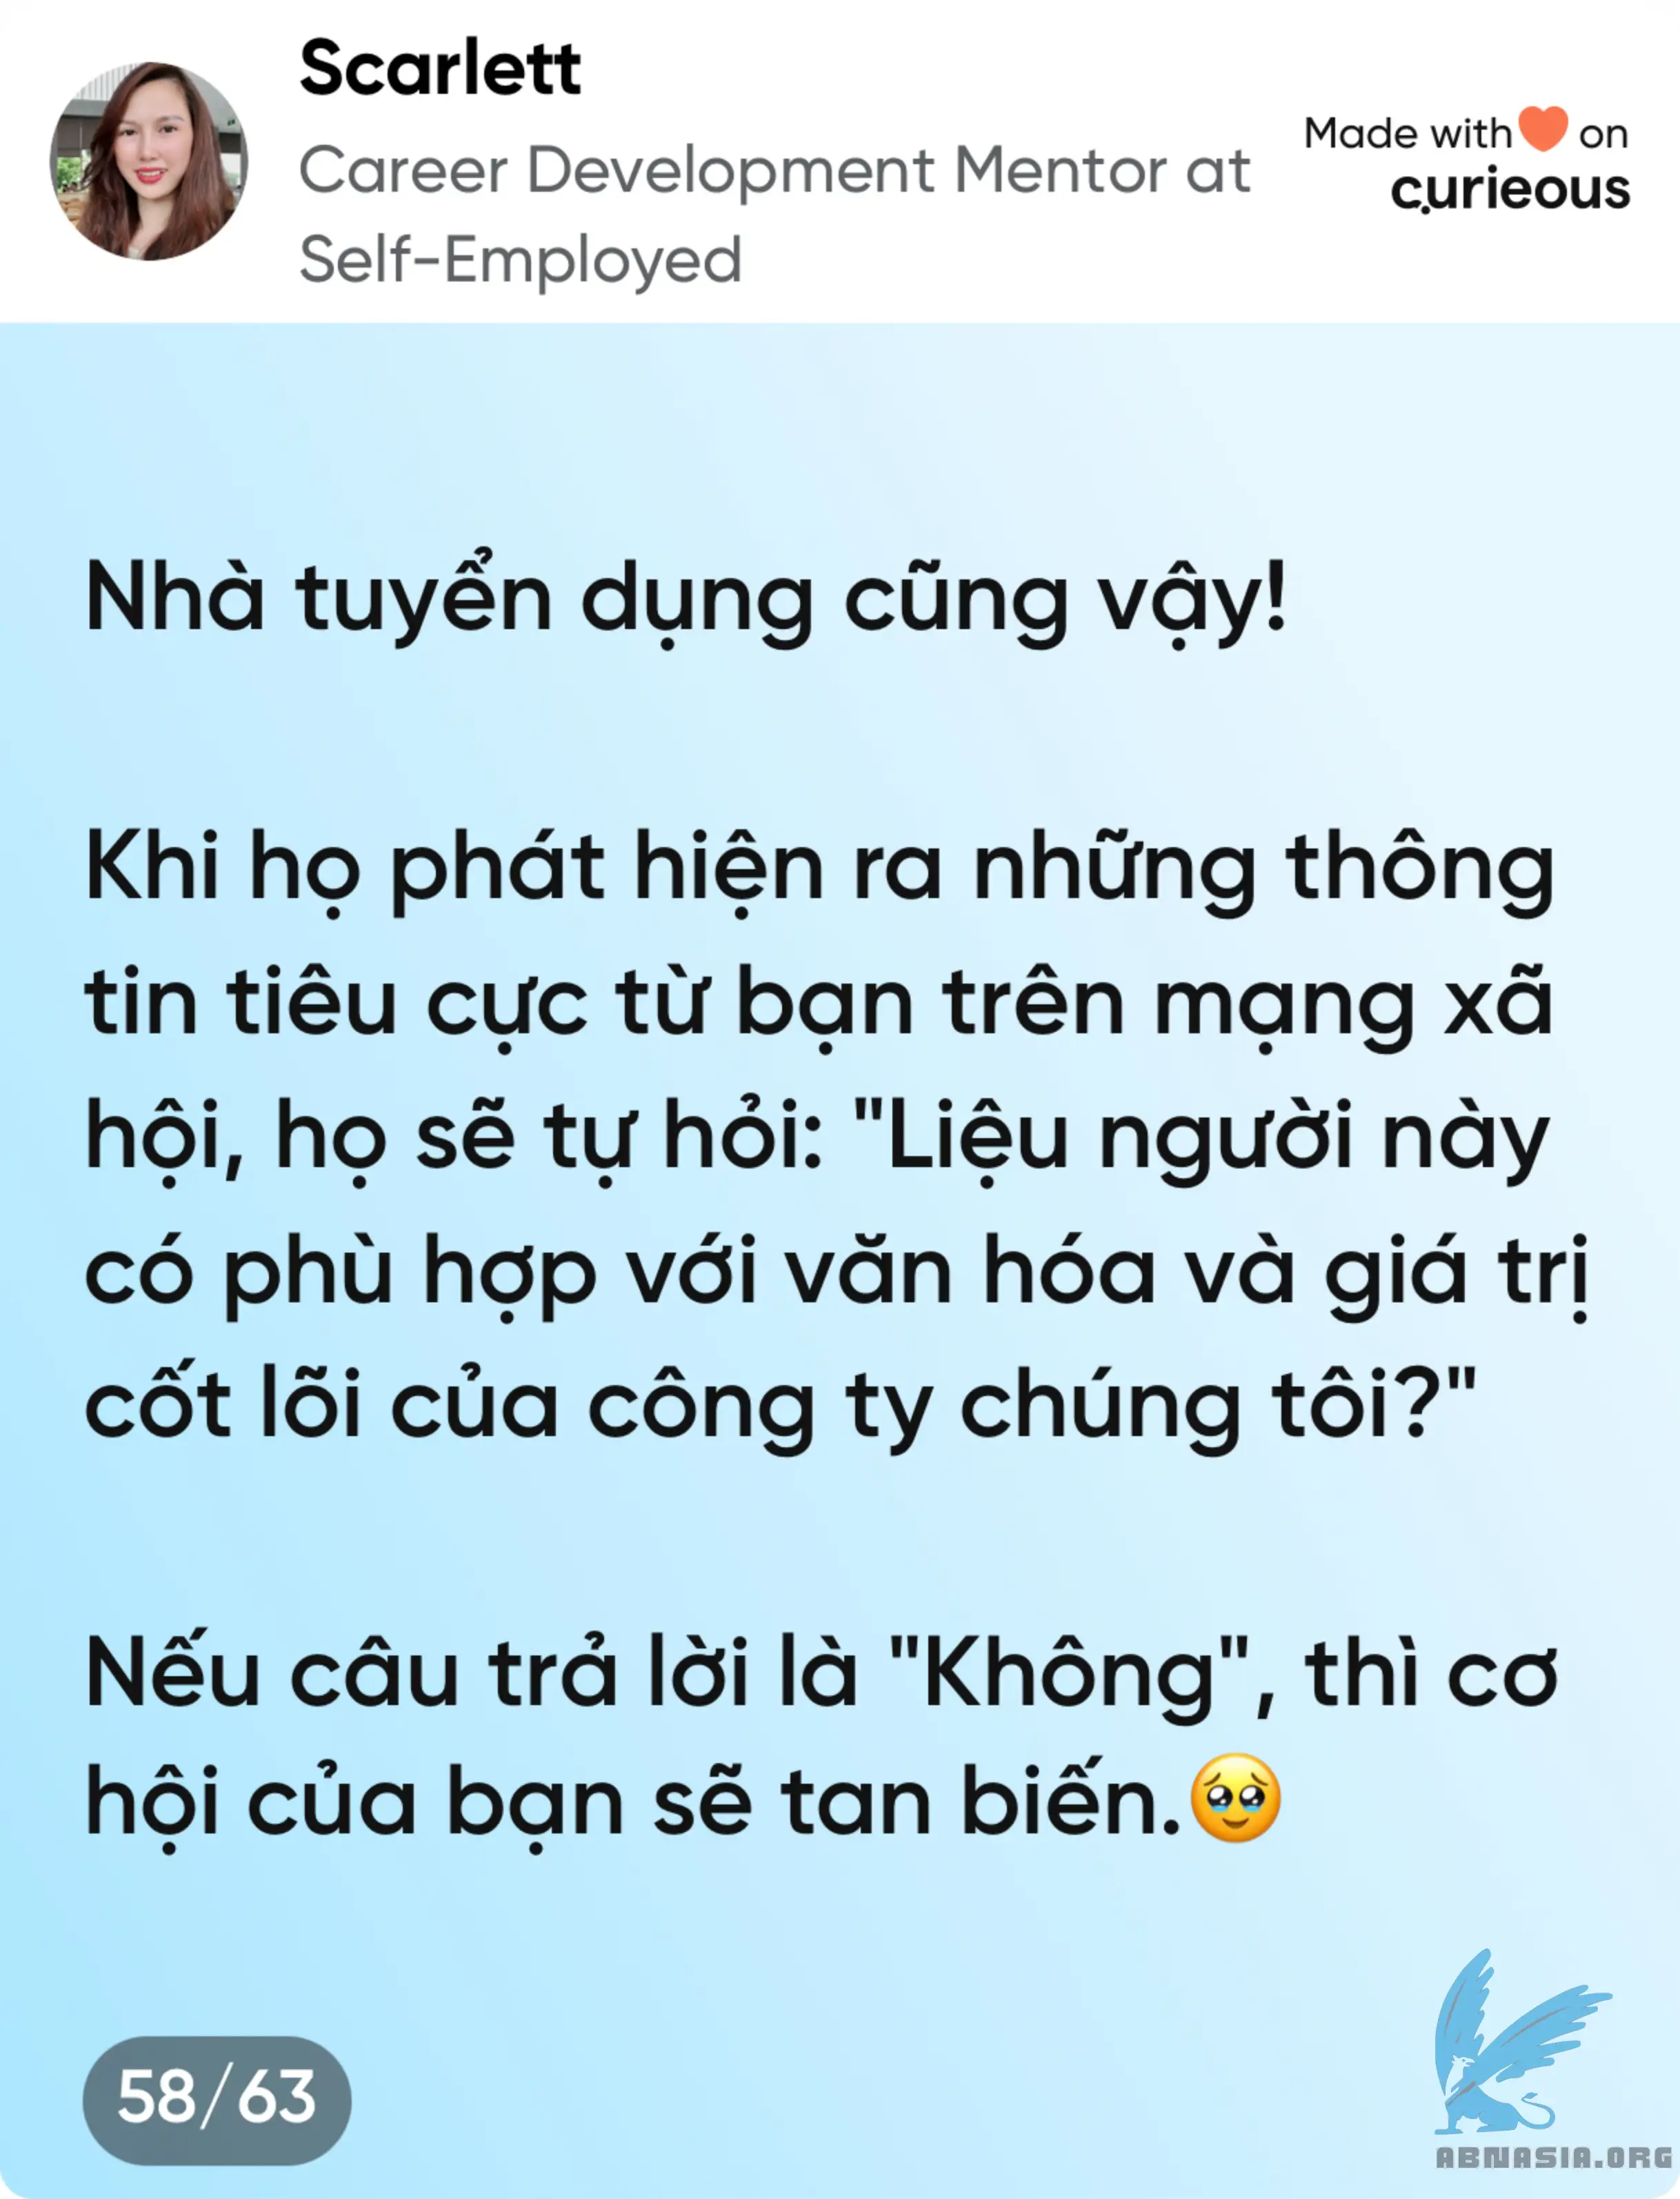 Scarlett
Career Development Mentor at
Self-Employed
Made with ❤️ on
curieous
Nhà tuyển dụng cũng vậy!
Khi họ phát hiện ra những thông
tin tiêu cực từ bạn trên mạng xã
hội, họ sẽ tự hỏi: "Liệu người này
có phù hợp với văn hóa và giá trị
cốt lõi của công ty chúng tôi?"
Nếu câu trả lời là "Không", thì cơ
hội của bạn sẽ tan biến.🥹
58/63
ABNASIA.ORG